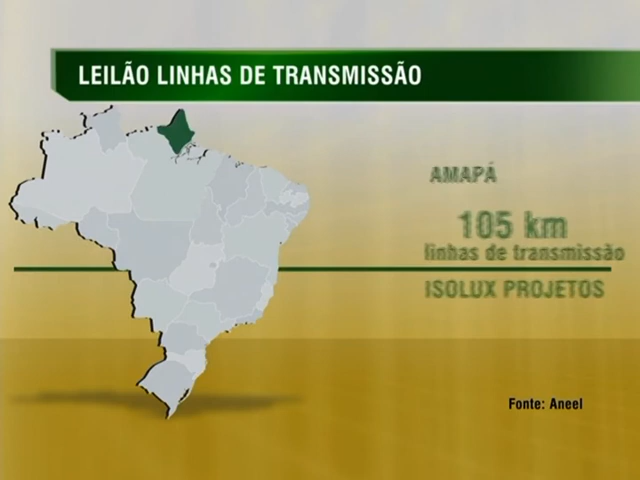 LEILÃO LINHAS DE TRANSMISSÃO
AMAPÁ
105 km
linhas de transmissão
ISOLUX PROJETOS
Fonte: Aneel